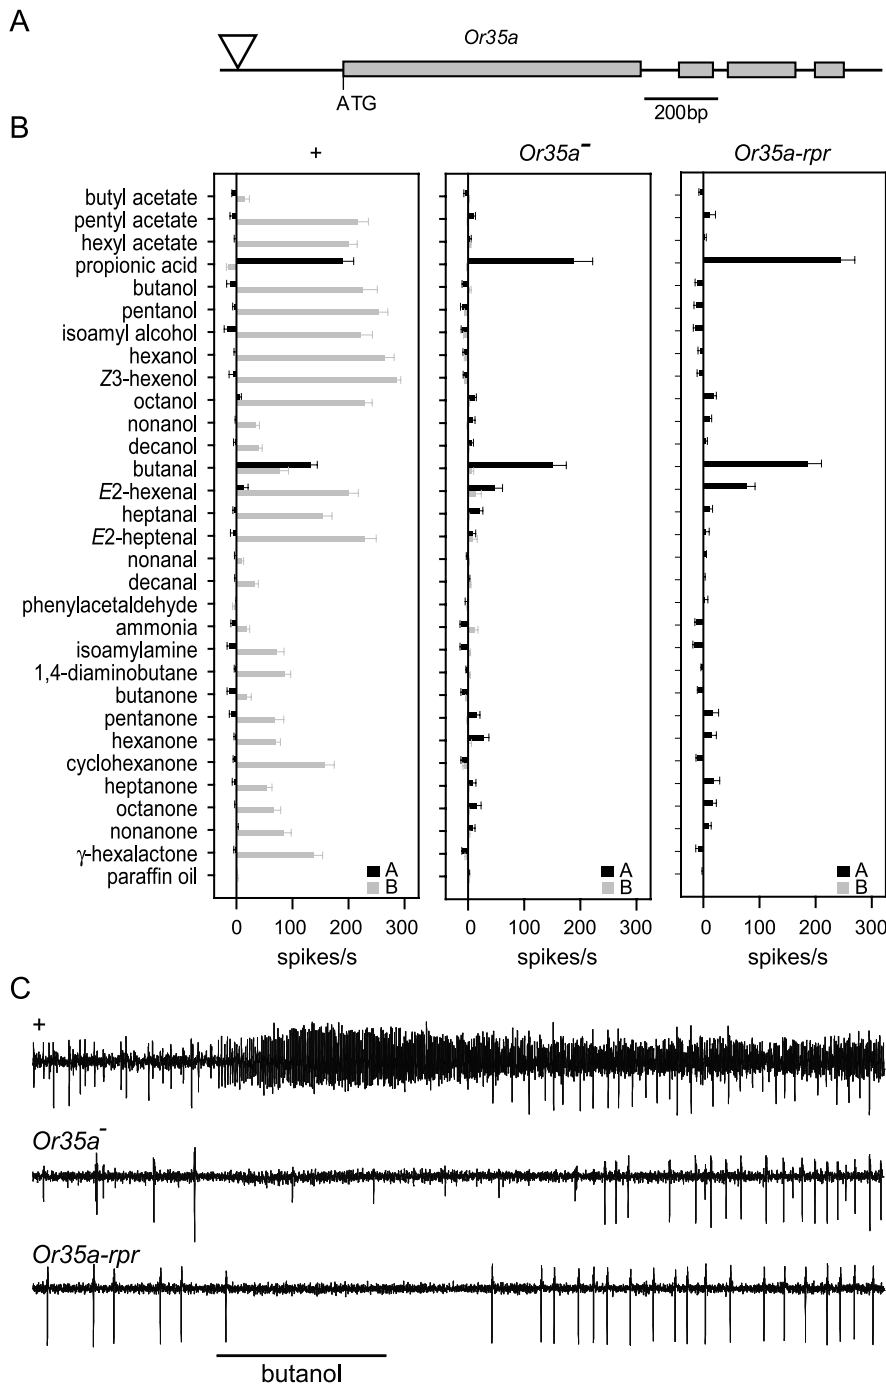 A
Or35a
ATG
200bp
B
+
Or35a-
Or35a-rpr
butyl acetate
pentyl acetate
hexyl acetate
propionic acid
butanol
pentanol
isoamyl alcohol
hexanol
Z3-hexenol
octanol
nonanol
decanol
butanal
E2-hexenal
heptanal
E2-heptenal
nonanal
decanal
phenylacetaldehyde
ammonia
isoamylamine
1,4-diaminobutane
butanone
pentanone
hexanone
cyclohexanone
heptanone
octanone
nonanone
γ-hexalactone
paraffin oil
A
B
A
B
A
B
0 100 200 300
0 100 200 300
0 100 200 300
spikes/s
spikes/s
spikes/s
C
+
Or35a-
Or35a-rpr
butanol